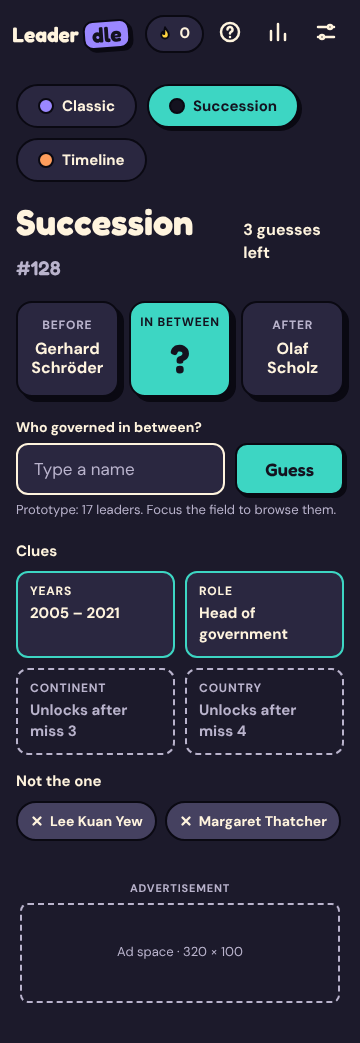 Leader dle 0
Classic
Succession
Timeline
Succession
#128
3 guesses
left
BEFORE
Gerhard
Schröder
IN BETWEEN
?
AFTER
Olaf
Scholz
Who governed in between?
Type a name
Guess
Prototype: 17 leaders. Focus the field to browse them.
Clues
YEARS
2005 – 2021
ROLE
Head of
government
CONTINENT
Unlocks after
miss 3
COUNTRY
Unlocks after
miss 4
Not the one
✕ Lee Kuan Yew
✕ Margaret Thatcher
ADVERTISEMENT
Ad space · 320 × 100